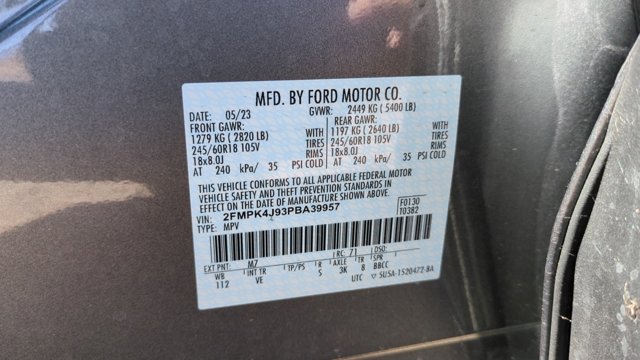 MFD. BY FORD MOTOR CO.
DATE: 05/23 GVWR: 2449 KG ( 5400 LB)
FRONT GAWR: REAR GAWR:
1279 KG ( 2820 LB) WITH 1197 KG ( 2640 LB) WITH
245/60R18 105V TIRES 245/60R18 105V TIRES
18x8.0J RIMS 18x8.0J RIMS
AT 240 kPa/ 35 PSI COLD AT 240 kPa/ 35 PSI COLD
THIS VEHICLE CONFORMS TO ALL APPLICABLE FEDERAL MOTOR
VEHICLE SAFETY AND THEFT PREVENTION STANDARDS IN
EFFECT ON THE DATE OF MANUFACTURE SHOWN ABOVE.
VIN: 2FMPK4J93PBA39957 F0130
TYPE: MPV T0382
EXT PNT: M7 RC: 71 DSO:
WB INT TR TP/PS R AXLE TR SPR
112 VE S 3K 8 BBCC
UTC ▽ 5U5A-1520472-BA